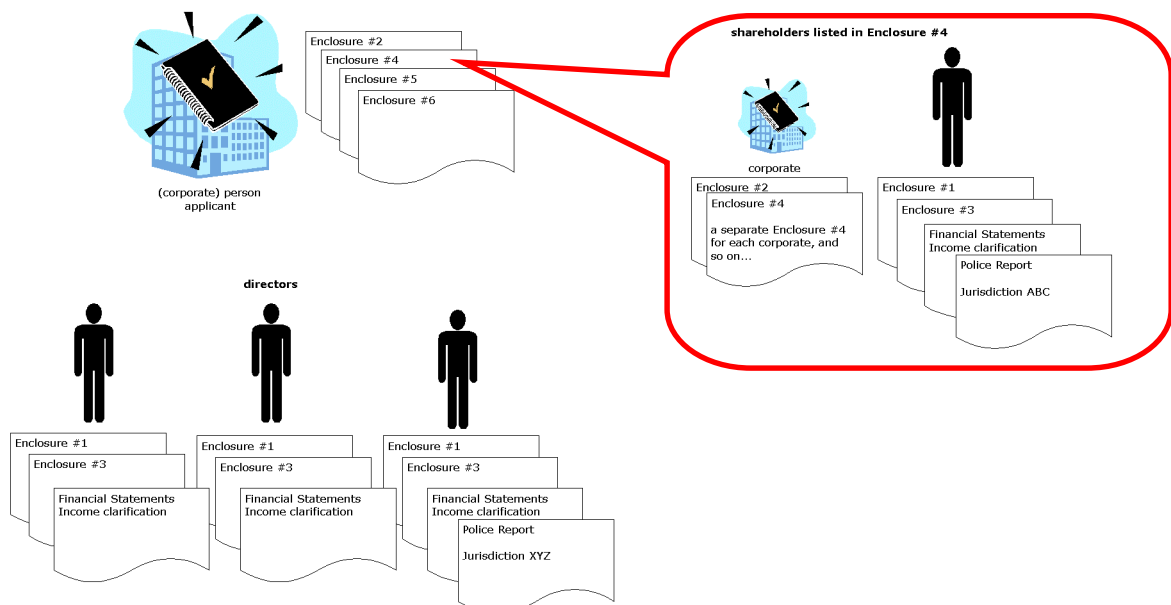 Enclosure #2
Enclosure #4
Enclosure #5
Enclosure #6
(corporate) person
applicant
shareholders listed in Enclosure #4
corporate
Enclosure #2
Enclosure #4
a separate Enclosure #4
for each corporate, and
so on...
Enclosure #1
Enclosure #3
Financial Statements
Income clarification
Police Report
Jurisdiction ABC
directors
Enclosure #1
Enclosure #3
Financial Statements
Income clarification
Enclosure #1
Enclosure #3
Financial Statements
Income clarification
Enclosure #1
Enclosure #3
Financial Statements
Income clarification
Police Report
Jurisdiction XYZ